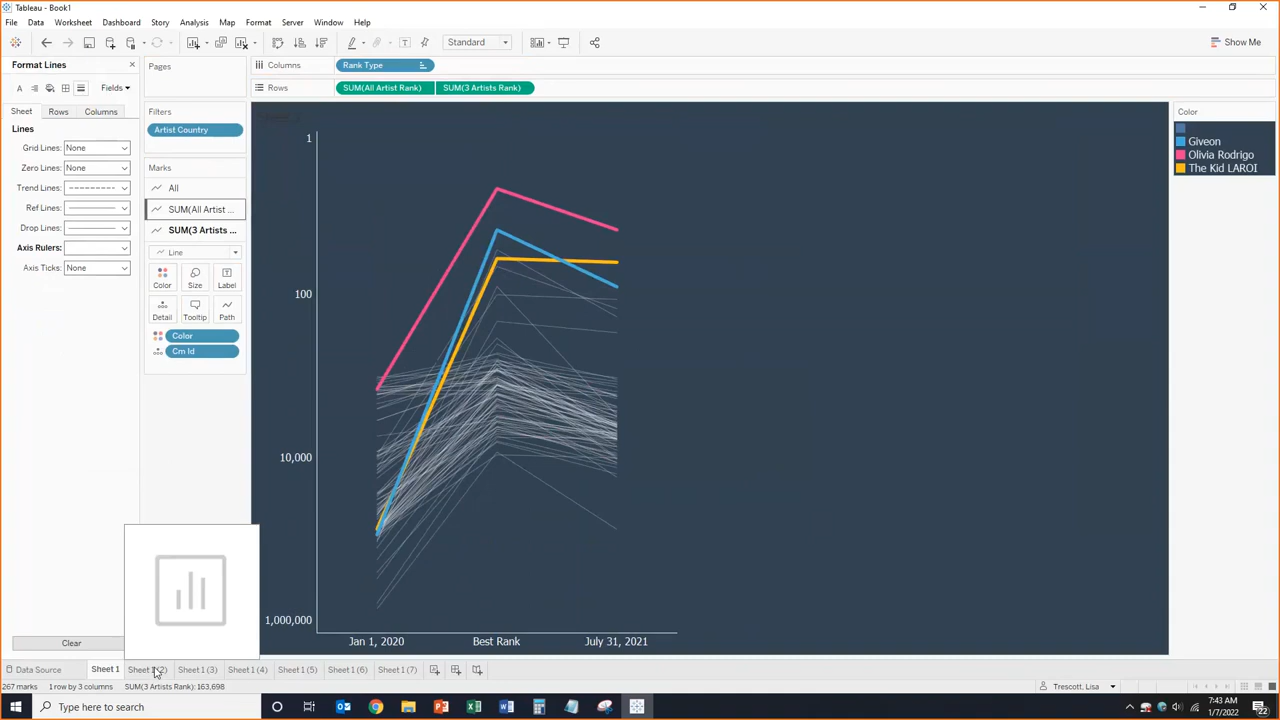 Tableau - Book1
File Data Worksheet Dashboard Story Analysis Map Format Server Window Help
Standard
Show Me
Format Lines
Fields
Sheet Rows Columns
Lines
Grid Lines: None
Zero Lines: None
Trend Lines:
Ref Lines:
Drop Lines:
Axis Rulers:
Axis Ticks: None
Clear
Pages
Filters
Artist Country
Marks
All
SUM(All Artist ...
SUM(3 Artists ...
Line
Color Size Label
Detail Tooltip Path
Color
Cm Id
Columns Rank Type
Rows SUM(All Artist Rank) SUM(3 Artists Rank)
1
100
10,000
1,000,000
Jan 1, 2020 Best Rank July 31, 2021
Color
Giveon
Olivia Rodrigo
The Kid LAROI
Data Source Sheet 1 Sheet 1 (2) Sheet 1 (3) Sheet 1 (4) Sheet 1 (5) Sheet 1 (6) Sheet 1 (7)
267 marks 1 row by 3 columns SUM(3 Artists Rank): 163,698
Trescott, Lisa
Type here to search
7:43 AM
1/7/2022
22